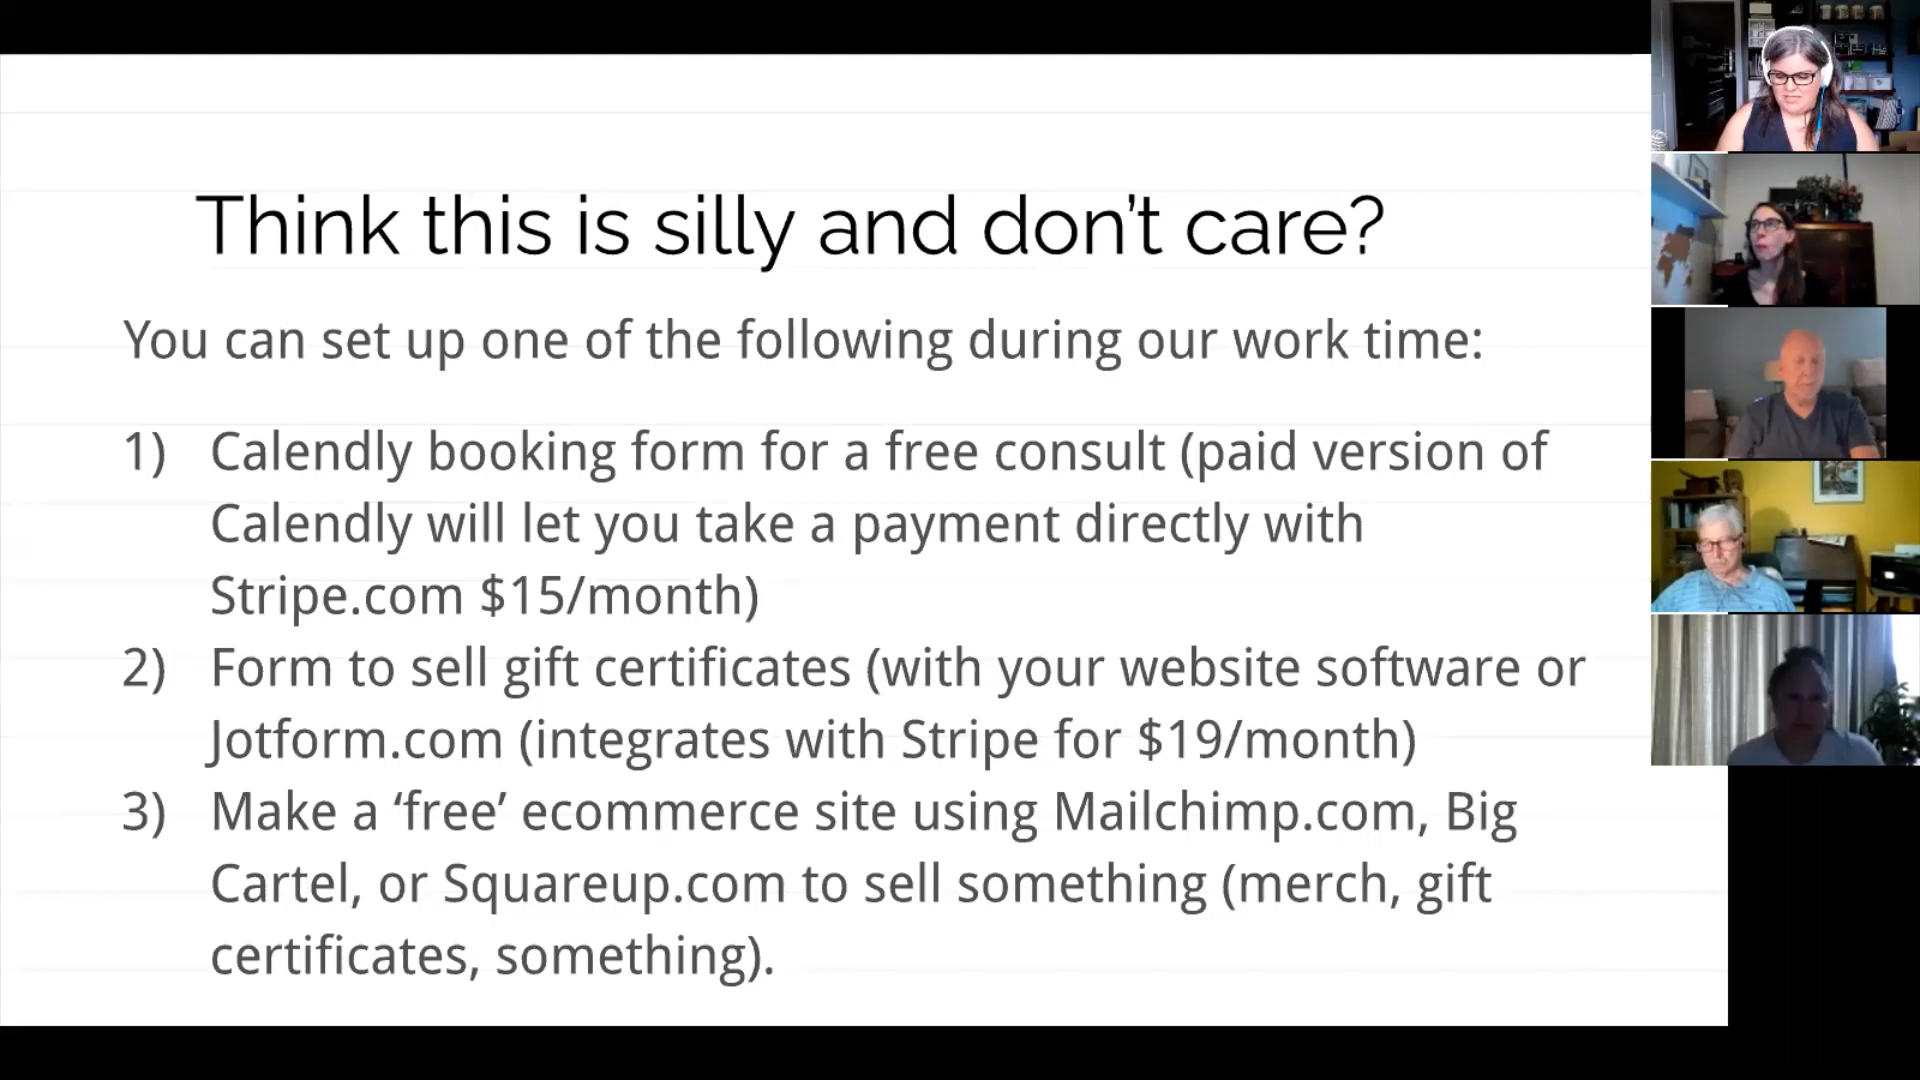 Think this is silly and don’t care?
You can set up one of the following during our work time:
1) Calendly booking form for a free consult (paid version of
Calendly will let you take a payment directly with
Stripe.com $15/month)
2) Form to sell gift certificates (with your website software or
Jotform.com (integrates with Stripe for $19/month)
3) Make a ‘free’ ecommerce site using Mailchimp.com, Big
Cartel, or Squareup.com to sell something (merch, gift
certificates, something).